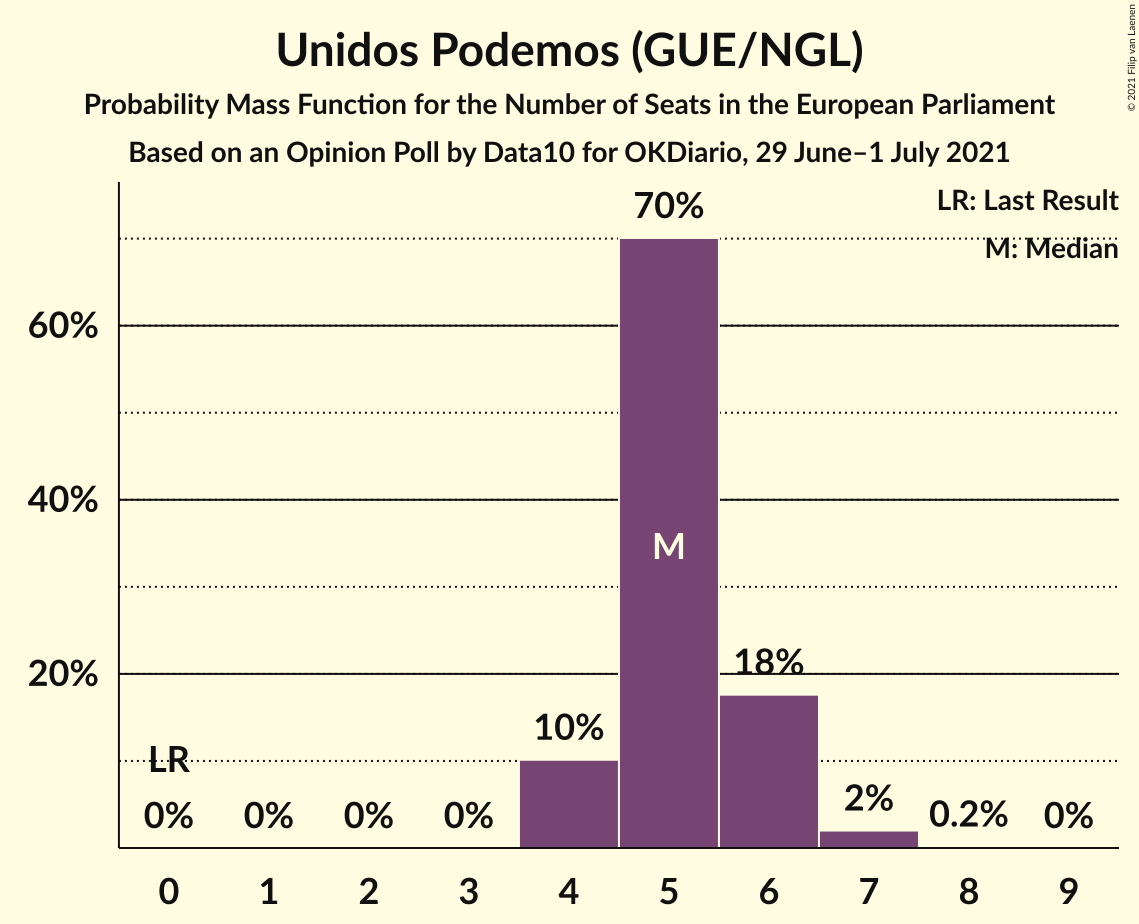 Unidos Podemos (GUE/NGL)
Probability Mass Function for the Number of Seats in the European Parliament
Based on an Opinion Poll by Data10 for OKDiario, 29 June–1 July 2021
© 2021 Filip van Laenen
LR: Last Result
M: Median
70%
60%
40%
M
20%
18%
10%
LR
0% 0% 0% 0% 2% 0.2% 0%
0 1 2 3 4 5 6 7 8 9